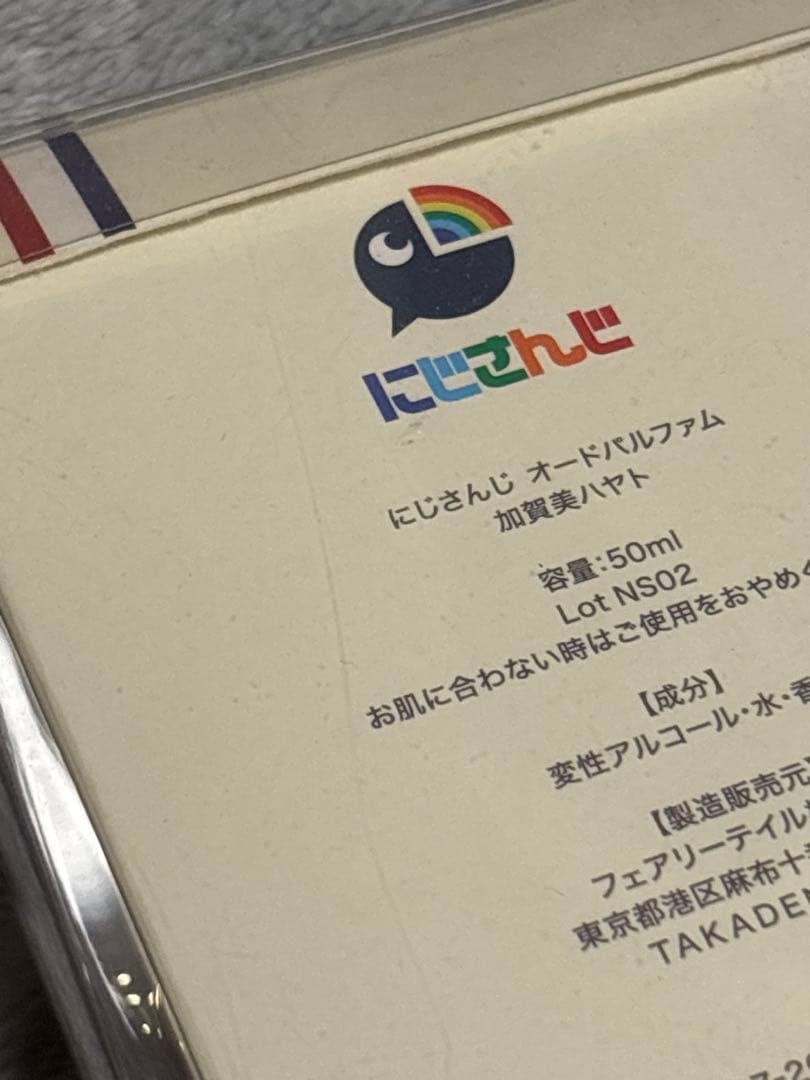 にじさんじ
にじさんじ オードパルファム
加賀美ハヤト
容量:50ml
Lot NS02
お肌に合わない時はご使用をおやめく
【成分】
変性アルコール・水・香
【製造販売元】
フェアリーテイル
東京都港区麻布十
TAKADEN